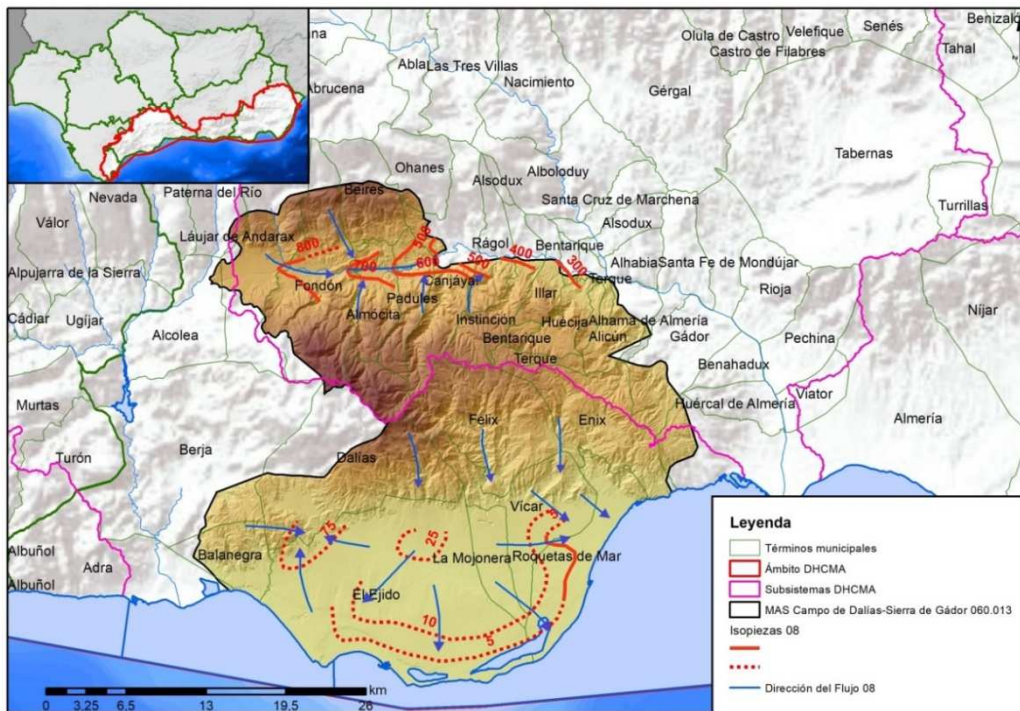 Benizaló
Senés
Velefique
Olula de Castro
Castro de Filabres
Tahal
Abla
Las Tres Villas
Nacimiento
Abrucena
Gérgal
Tabernas
Ohanes
Alboloduy
Alsodux
Nevada
Paterna del Río
Beires
Santa Cruz de Marchena
Turrillas
Válor
Láujar de Andarax
Alsodux
Rágol
Bentarique
800
500
400
Alpujarra de la Sierra
Alhabia
Santa Fe de Mondújar
700
600
500
300
Terque
Canjáyar
Fondón
Padules
Illar
Rioja
Níjar
Cádiar
Ugíjar
Almócita
Instinción
Huécija
Alhama de Almería
Alcolea
Bentarique
Alicún
Gádor
Pechina
Terque
Benahadux
Murtas
Huércal de Almería
Viator
Félix
Enix
Almería
Turón
Berja
Dalías
Vícar
5
75
25
Albuñol
Balanegra
La Mojonera
Roquetas de Mar
Adra
Albuñol
El Ejido
10
5
Leyenda
Términos municipales
Ámbito DHCMA
Subsistemas DHCMA
MAS Campo de Dalías-Sierra de Gádor 060.013
Isopiezas 08
Dirección del Flujo 08
km
0 3.25 6.5 13 19.5 26